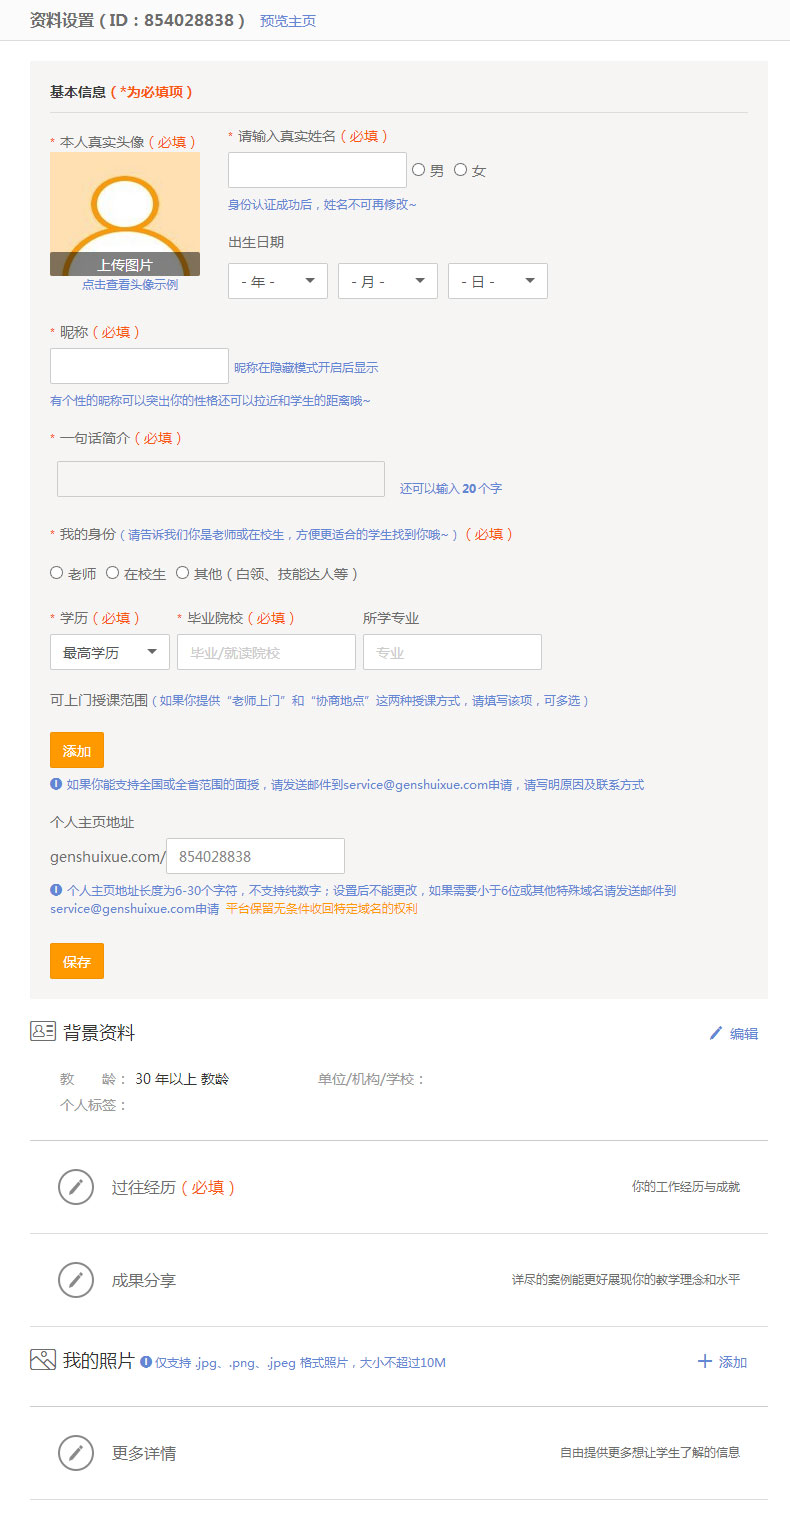 资料设置 ( ID：854028838 ) 预览主页
基本信息 ( *为必填项 )
* 本人真实头像 ( 必填 )
上传图片
点击查看头像示例
* 请输入真实姓名 ( 必填 )
男 女
身份认证成功后，姓名不可再修改~
出生日期
- 年 - - 月 - - 日 -
* 昵称 ( 必填 )
昵称在隐藏模式开启后显示
有个性的昵称可以突出你的性格还可以拉近和学生的距离哦~
* 一句话简介 ( 必填 )
还可以输入 20 个字
* 我的身份 ( 请告诉我们你是老师或在校生，方便更适合的学生找到你哦~ ) ( 必填 )
老师 在校生 其他 ( 白领、技能达人等 )
* 学历 ( 必填 ) * 毕业院校 ( 必填 ) 所学专业
最高学历 毕业/就读院校 专业
可上门授课范围 ( 如果你提供“老师上门”和“协商地点”这两种授课方式，请填写该项，可多选 )
添加
如果你能支持全国或全省范围的面授，请发送邮件到service@genshuixue.com申请，请写明原因及联系方式
个人主页地址
genshuixue.com/ 854028838
个人主页地址长度为6-30个字符，不支持纯数字；设置后不能更改，如果需要小于6位或其他特殊域名请发送邮件到
service@genshuixue.com申请 平台保留无条件收回特定域名的权利
保存
背景资料 编辑
教 龄： 30 年以上 教龄 单位/机构/学校：
个人标签：
过往经历 ( 必填 ) 你的工作经历与成就
成果分享 详尽的案例能更好展现你的教学理念和水平
我的照片 仅支持 .jpg、.png、.jpeg 格式照片，大小不超过10M 添加
更多详情 自由提供更多想让学生了解的信息